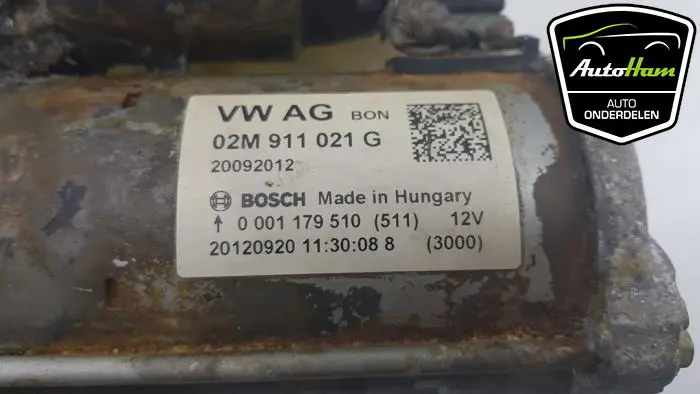 VW AG BON
02M 911 021 G
20092012
BOSCH Made in Hungary
↑ 0 001 179 510 (511) 12V
20120920 11:30:08 8 (3000)
AutoHam
AUTO
ONDERDELEN